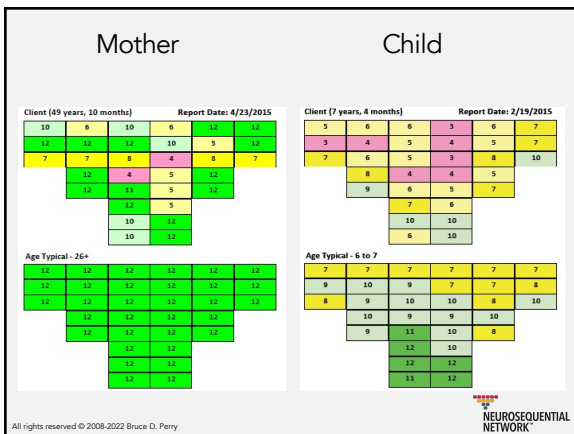 Mother
Child
Client (49 years, 10 months) Report Date: 4/23/2015
10 6 10 6 12 12
12 12 12 10 5 12
7 7 8 4 8 7
12 4 5 12
12 11 5 12
12 5
10 12
10 12
Age Typical - 26+
12 12 12 12 12 12
12 12 12 12 12 12
12 12 12 12 12 12
12 12 12 12
12 12 12 12
12 12
12 12
12 12
Client (7 years, 4 months) Report Date: 2/19/2015
5 6 6 3 6 7
3 4 5 4 5 7
7 6 5 3 8 10
8 4 4 5
9 6 5 7
7 6
10 10
6 10
Age Typical - 6 to 7
7 7 7 7 7 7
9 10 9 7 7 8
8 9 10 10 8 10
10 9 9 10
9 11 10 8
12 10
12 12
11 12
All rights reserved © 2008-2022 Bruce D. Perry
NEUROSEQUENTIAL
NETWORK™